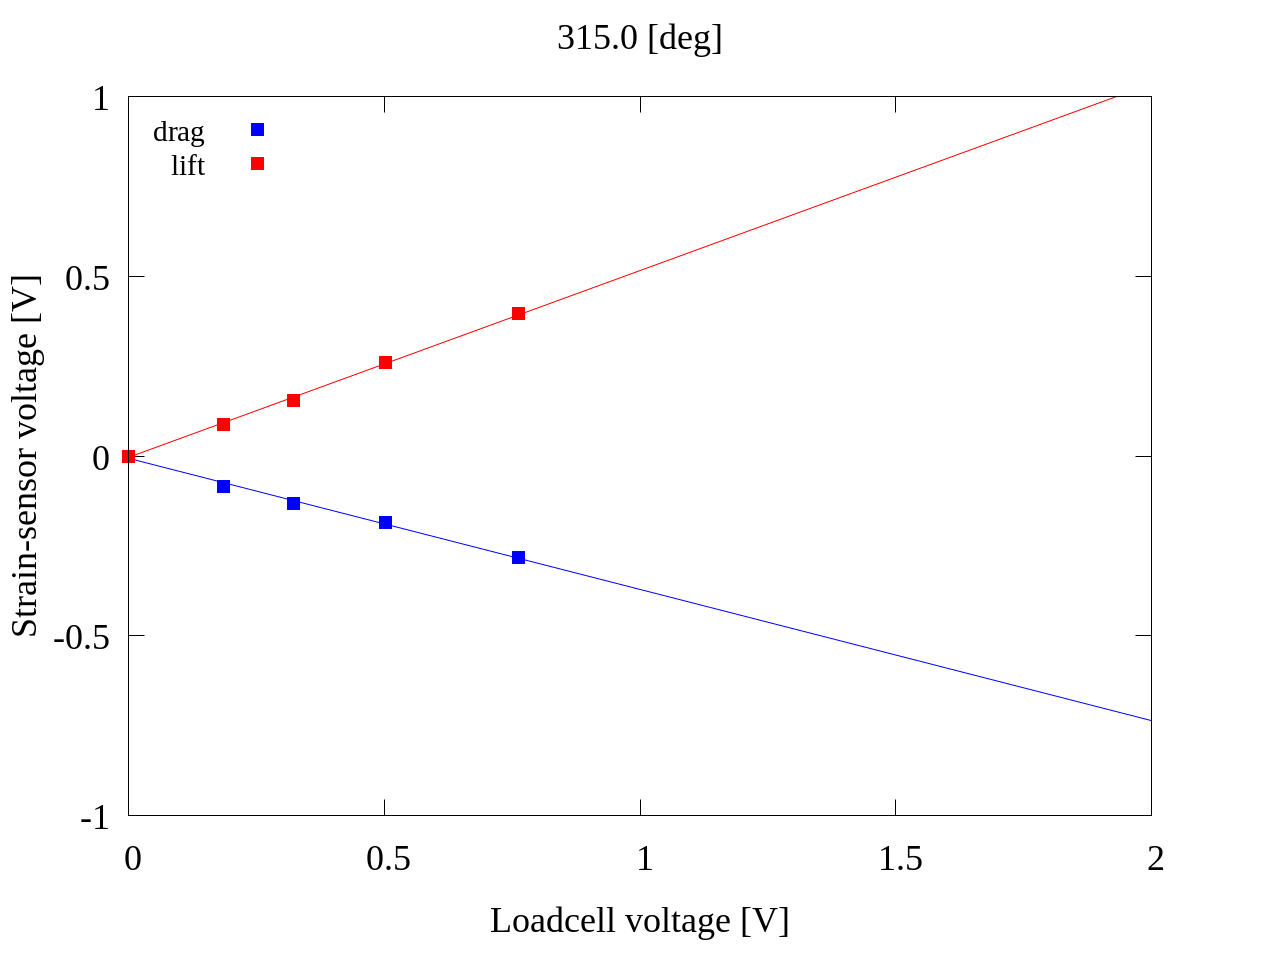 315.0 [deg]
1
drag
lift
0.5
0
-0.5
-1
Strain-sensor voltage [V]
0 0.5 1 1.5 2
Loadcell voltage [V]